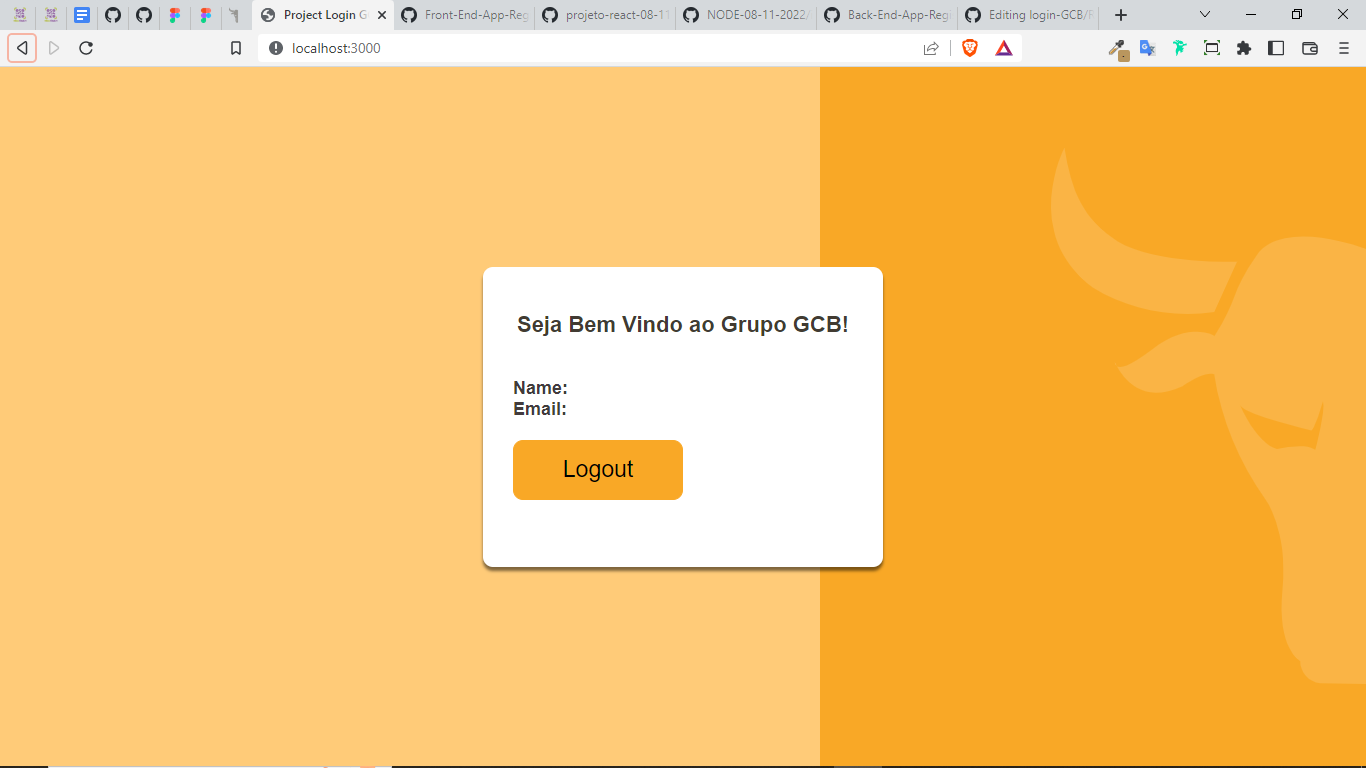 Project Login G
Front-End-App-Reg
projeto-react-08-11
NODE-08-11-2022/
Back-End-App-Reg
Editing login-GCB/F
localhost:3000
Seja Bem Vindo ao Grupo GCB!
Name:
Email:
Logout